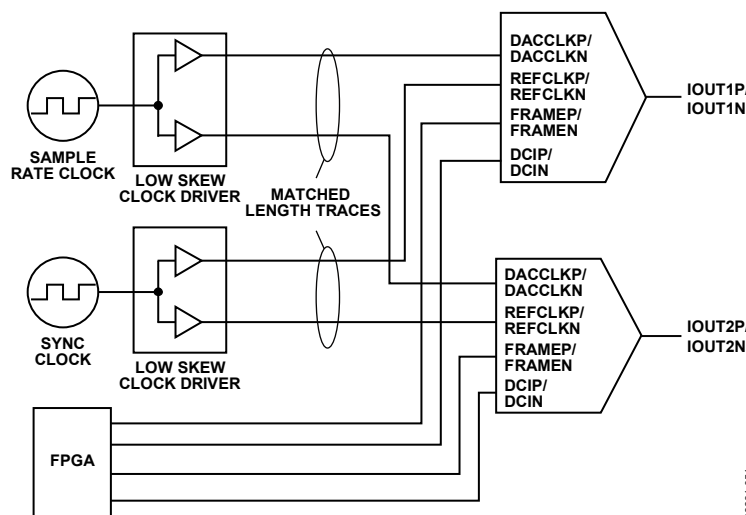 SAMPLE
RATE CLOCK
LOW SKEW
CLOCK DRIVER
MATCHED
LENGTH TRACES
DACCLKP/
DACCLKN
REFCLKP/
REFCLKN
FRAMEP/
FRAMEN
DCIP/
DCIN
IOUT1P/
IOUT1N
SYNC
CLOCK
LOW SKEW
CLOCK DRIVER
DACCLKP/
DACCLKN
REFCLKP/
REFCLKN
FRAMEP/
FRAMEN
DCIP/
DCIN
IOUT2P/
IOUT2N
FPGA